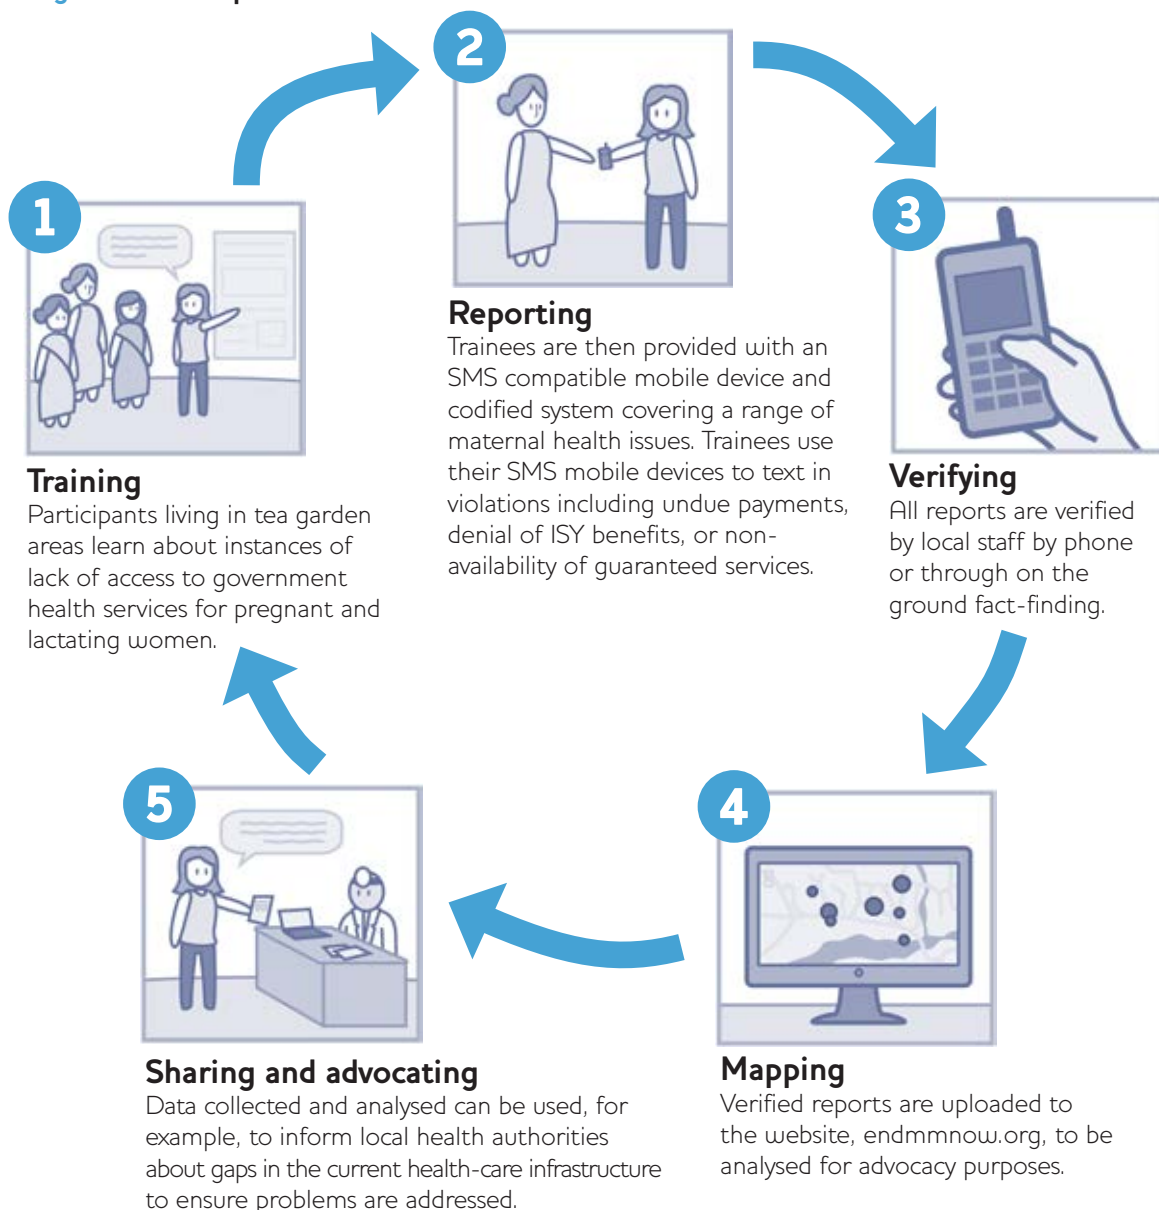 1
Training
Participants living in tea garden
areas learn about instances of
lack of access to government
health services for pregnant and
lactating women.
2
Reporting
Trainees are then provided with an
SMS compatible mobile device and
codified system covering a range of
maternal health issues. Trainees use
their SMS mobile devices to text in
violations including undue payments,
denial of ISY benefits, or non-
availability of guaranteed services.
3
Verifying
All reports are verified
by local staff by phone
or through on the
ground fact-finding.
4
Mapping
Verified reports are uploaded to
the website, endmmnow.org, to be
analysed for advocacy purposes.
5
Sharing and advocating
Data collected and analysed can be used, for
example, to inform local health authorities
about gaps in the current health-care infrastructure
to ensure problems are addressed.